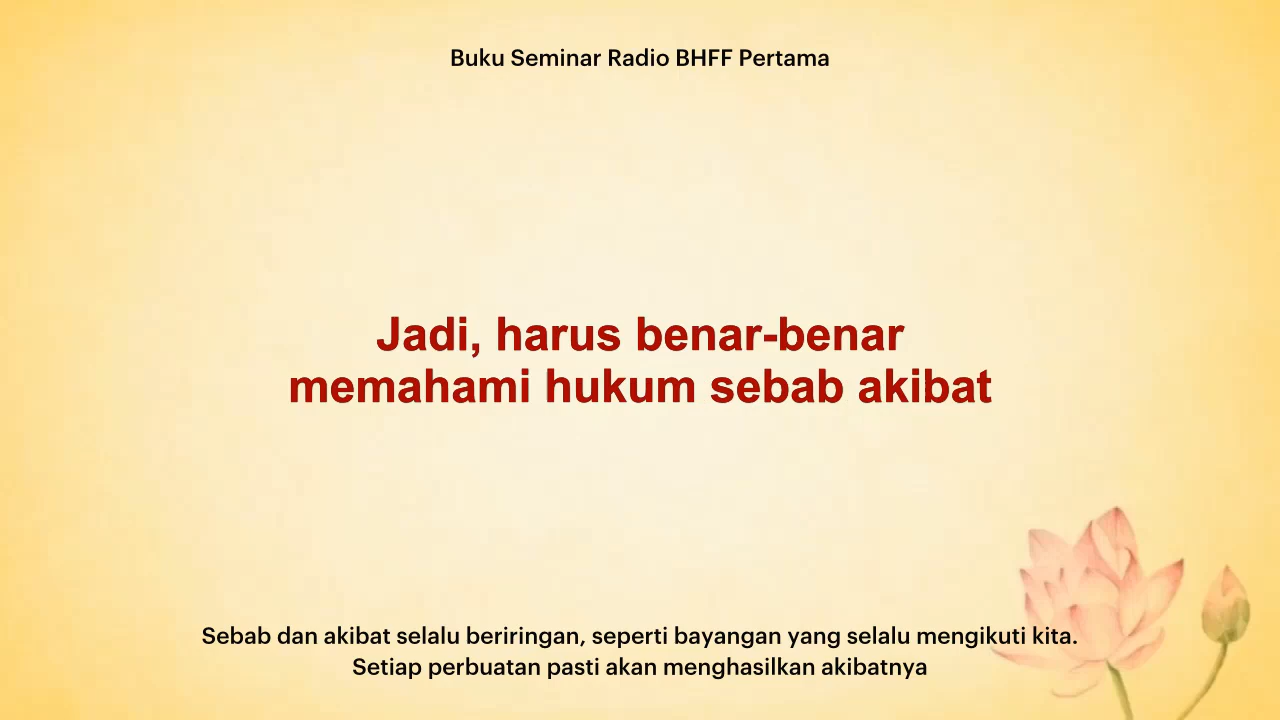 Buku Seminar Radio BHFF Pertama
Jadi, harus benar-benar
memahami hukum sebab akibat
Sebab dan akibat selalu beriringan, seperti bayangan yang selalu mengikuti kita.
Setiap perbuatan pasti akan menghasilkan akibatnya